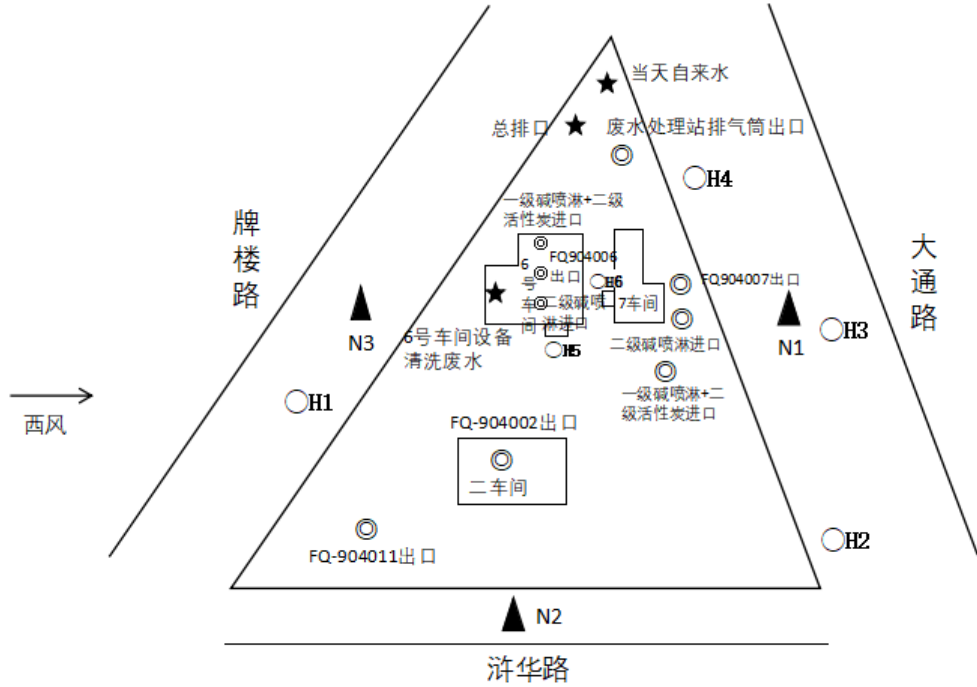 当天自来水
总排口
废水处理站排气筒出口
H4
一级碱喷淋+二级
活性炭进口
牌楼路
大通路
6号车间
FQ904006
出口
H6
FQ904007出口
二级碱喷
淋进口
7车间
N3
6号车间设备
清洗废水
H5
二级碱喷淋进口
N1
H3
一级碱喷淋+二
级活性炭进口
H1
西风
FQ-904002出口
二车间
FQ-904011出口
H2
N2
浒华路